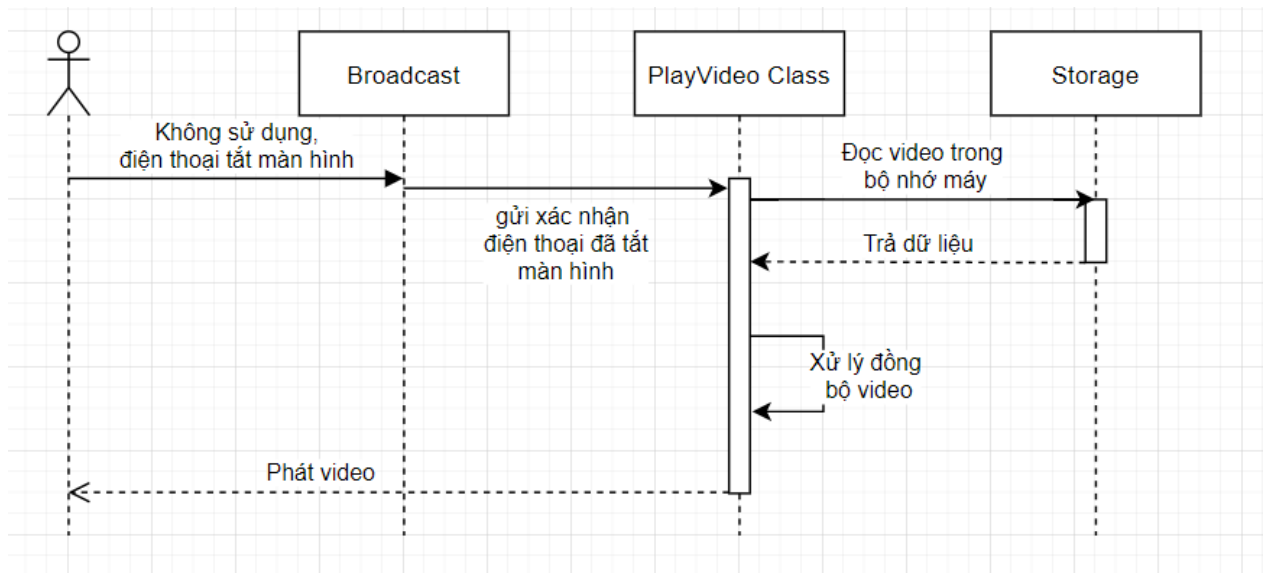 Broadcast
PlayVideo Class
Storage
Không sử dụng,
điện thoại tắt màn hình
gửi xác nhận
điện thoại đã tắt
màn hình
Đọc video trong
bộ nhớ máy
Trả dữ liệu
Xử lý đồng
bộ video
Phát video